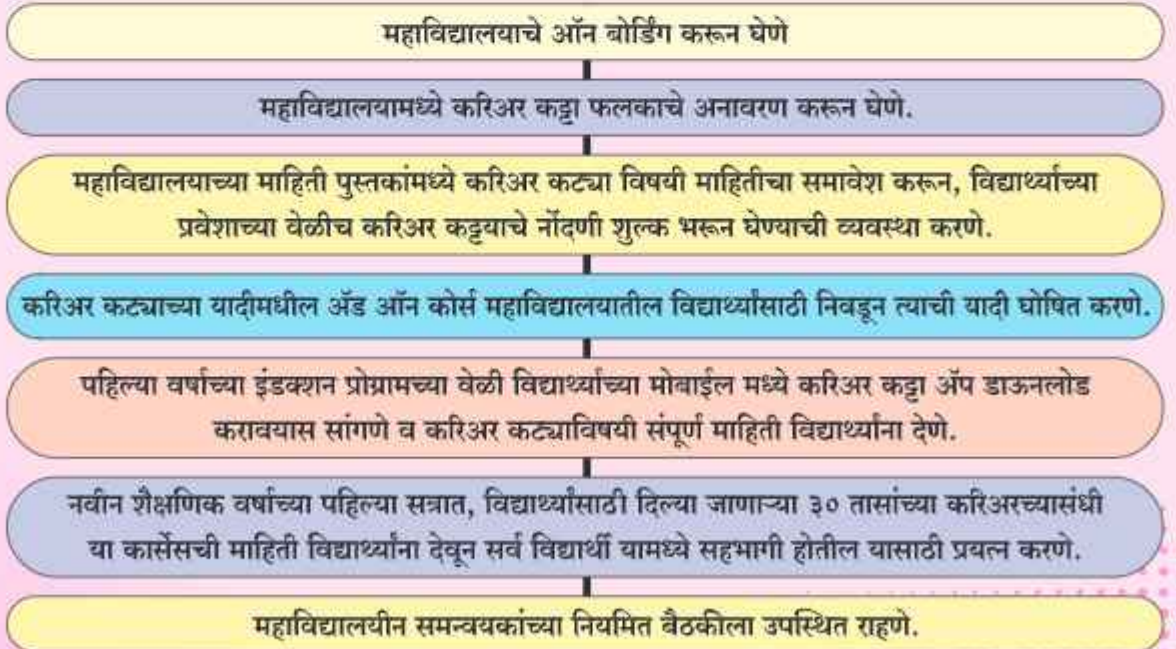 महाविद्यालयाचे ऑन बोर्डिंग करून घेणे
महाविद्यालयामध्ये करिअर कट्टा फलकाचे अनावरण करून घेणे.
महाविद्यालयाच्या माहिती पुस्तकांमध्ये करिअर कट्या विषयी माहितीचा समावेश करून, विद्यार्थ्याच्या
प्रवेशाच्या वेळीच करिअर कट्टयाचे नोंदणी शुल्क भरून घेण्याची व्यवस्था करणे.
करिअर कट्याच्या यादीमधील ॲड ऑन कोर्स महाविद्यालयातील विद्यार्थ्यांसाठी निवडून त्याची यादी घोषित करणे.
पहिल्या वर्षाच्या इंडक्शन प्रोग्रामच्या वेळी विद्यार्थ्याच्या मोबाईल मध्ये करिअर कट्टा ॲप डाऊनलोड
करावयास सांगणे व करिअर कट्याविषयी संपूर्ण माहिती विद्यार्थ्यांना देणे.
नवीन शैक्षणिक वर्षाच्या पहिल्या सत्रात, विद्यार्थ्यांसाठी दिल्या जाणाऱ्या ३० तासांच्या करिअरच्यासंधी
या कार्सेसची माहिती विद्यार्थ्यांना देवून सर्व विद्यार्थी यामध्ये सहभागी होतील यासाठी प्रयत्न करणे.
महाविद्यालयीन समन्वयकांच्या नियमित बैठकीला उपस्थित राहणे.